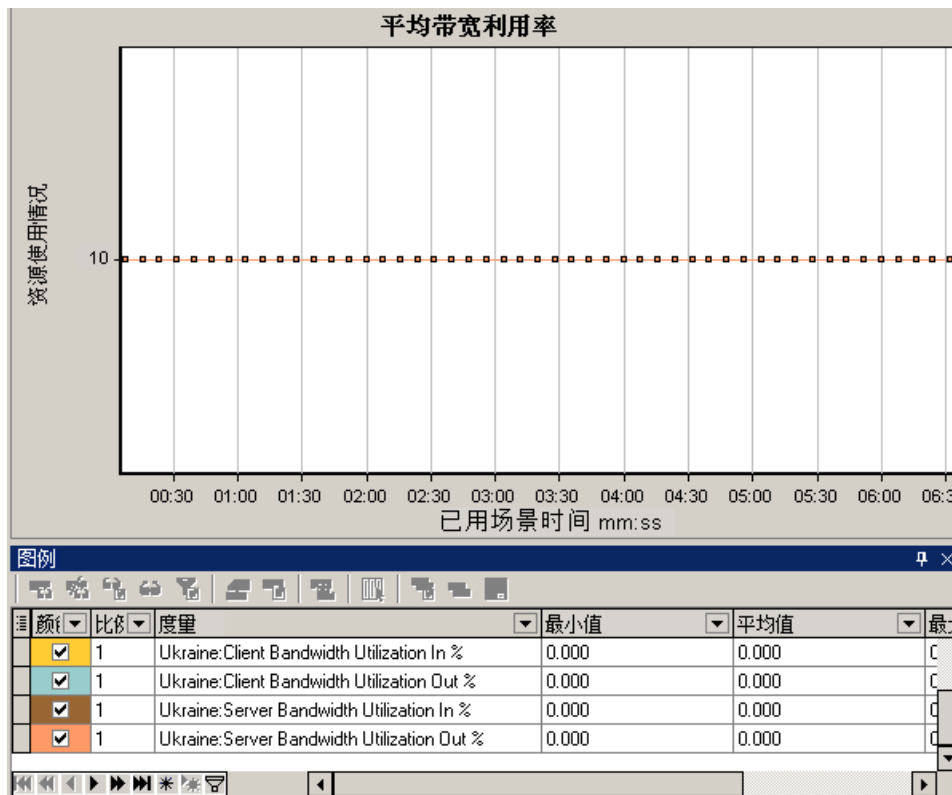 平均带宽利用率
资源使用情况
10
00:30 01:00 01:30 02:00 02:30 03:00 03:30 04:00 04:30 05:00 05:30 06:00 06:3
已用场景时间 mm:ss
图例
颜 比例 度量 最小值 平均值 最
1 Ukraine:Client Bandwidth Utilization In % 0.000 0.000
1 Ukraine:Client Bandwidth Utilization Out % 0.000 0.000
1 Ukraine:Server Bandwidth Utilization In % 0.000 0.000
1 Ukraine:Server Bandwidth Utilization Out % 0.000 0.000